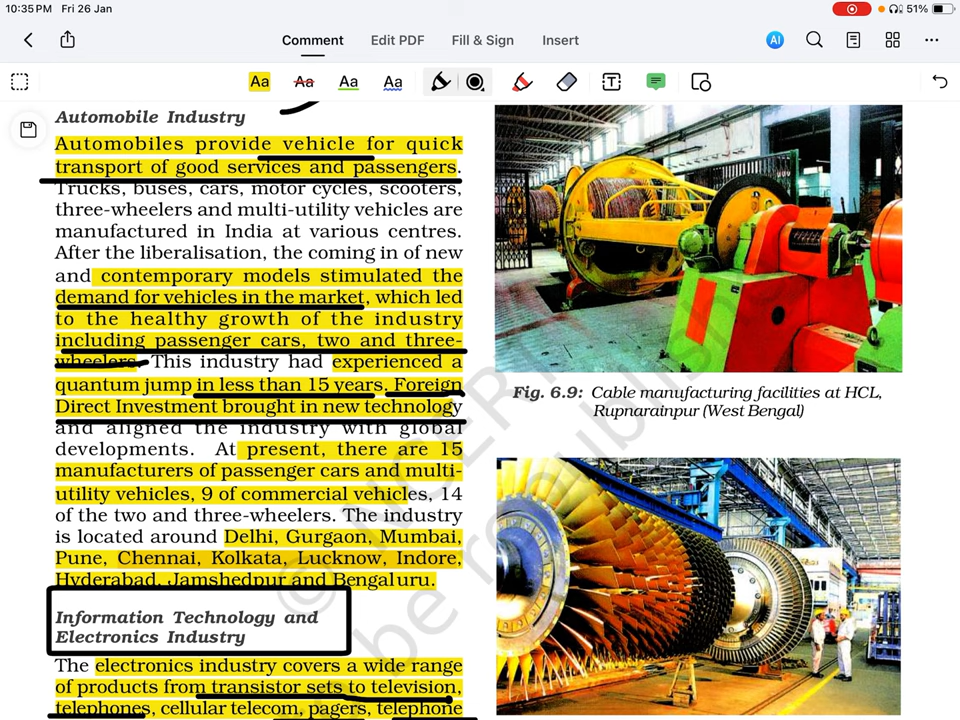 10:35 PM Fri 26 Jan
51%
Comment Edit PDF Fill & Sign Insert
AI
Aa Aa Aa Aa
T
Automobile Industry
Automobiles provide vehicle for quick
transport of good services and passengers.
Trucks, buses, cars, motor cycles, scooters,
three-wheelers and multi-utility vehicles are
manufactured in India at various centres.
After the liberalisation, the coming in of new
and contemporary models stimulated the
demand for vehicles in the market, which led
to the healthy growth of the industry
including passenger cars, two and three-
wheelers. This industry had experienced a
quantum jump in less than 15 years. Foreign
Direct Investment brought in new technology
and aligned the industry with global
developments. At present, there are 15
manufacturers of passenger cars and multi-
utility vehicles, 9 of commercial vehicles, 14
of the two and three-wheelers. The industry
is located around Delhi, Gurgaon, Mumbai,
Pune, Chennai, Kolkata, Lucknow, Indore,
Hyderabad, Jamshedpur and Bengaluru.
Information Technology and
Electronics Industry
The electronics industry covers a wide range
of products from transistor sets to television,
telephones, cellular telecom, pagers, telephone
Fig. 6.9: Cable manufacturing facilities at HCL,
Rupnarainpur (West Bengal)